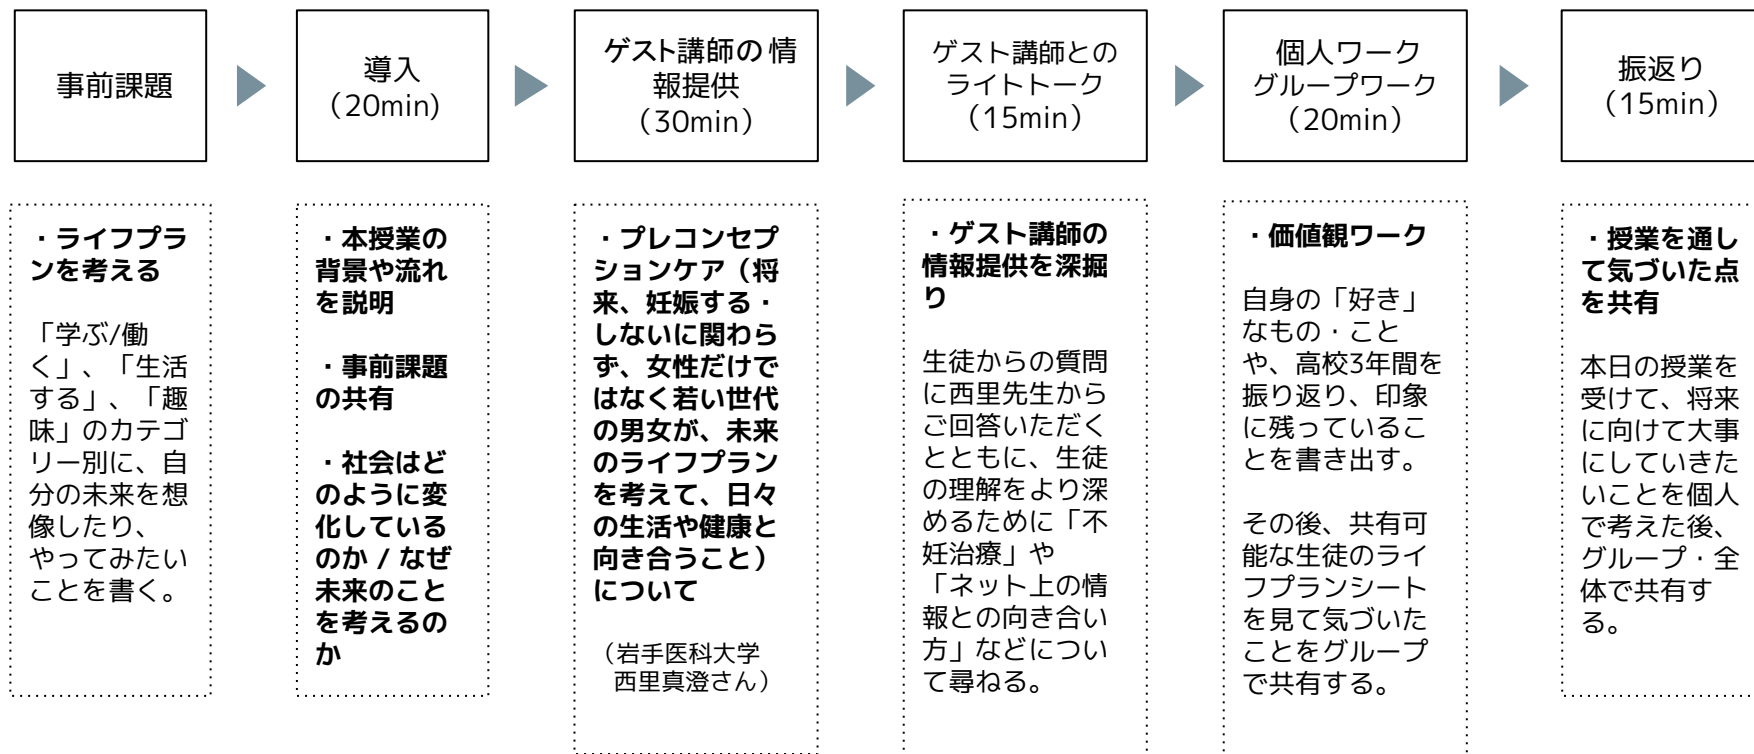 事前課題
導入
（20min)
ゲスト講師の情
報提供
（30min）
ゲスト講師との
ライトトーク
（15min）
個人ワーク
グループワーク
（20min）
振返り
（15min）
・ライフプラ
ンを考える
「学ぶ/働
く」、「生活
する」、「趣
味」のカテゴ
リー別に、自
分の未来を想
像したり、
やってみたい
ことを書く。
・本授業の
背景や流れ
を説明
・事前課題
の共有
・社会はど
のように変
化している
のか / なぜ
未来のこと
を考えるの
か
・プレコンセプ
ションケア（将
来、妊娠する・
しないに関わら
ず、女性だけで
はなく若い世代
の男女が、未来
のライフプラン
を考えて、日々
の生活や健康と
向き合うこと）
について
（岩手医科大学
西里真澄さん）
・ゲスト講師の
情報提供を深掘
り
生徒からの質問
に西里先生から
ご回答いただく
とともに、生徒
の理解をより深
めるために「不
妊治療」や
「ネット上の情
報との向き合い
方」などについ
て尋ねる。
・価値観ワーク
自身の「好き」
なもの・こと
や、高校3年間を
振り返り、印象
に残っているこ
とを書き出す。
その後、共有可
能な生徒のライ
フプランシート
を見て気づいた
ことをグループ
で共有する。
・授業を通し
て気づいた点
を共有
本日の授業を
受けて、将来
に向けて大事
にしていきた
いことを個人
で考えた後、
グループ・全
体で共有す
る。